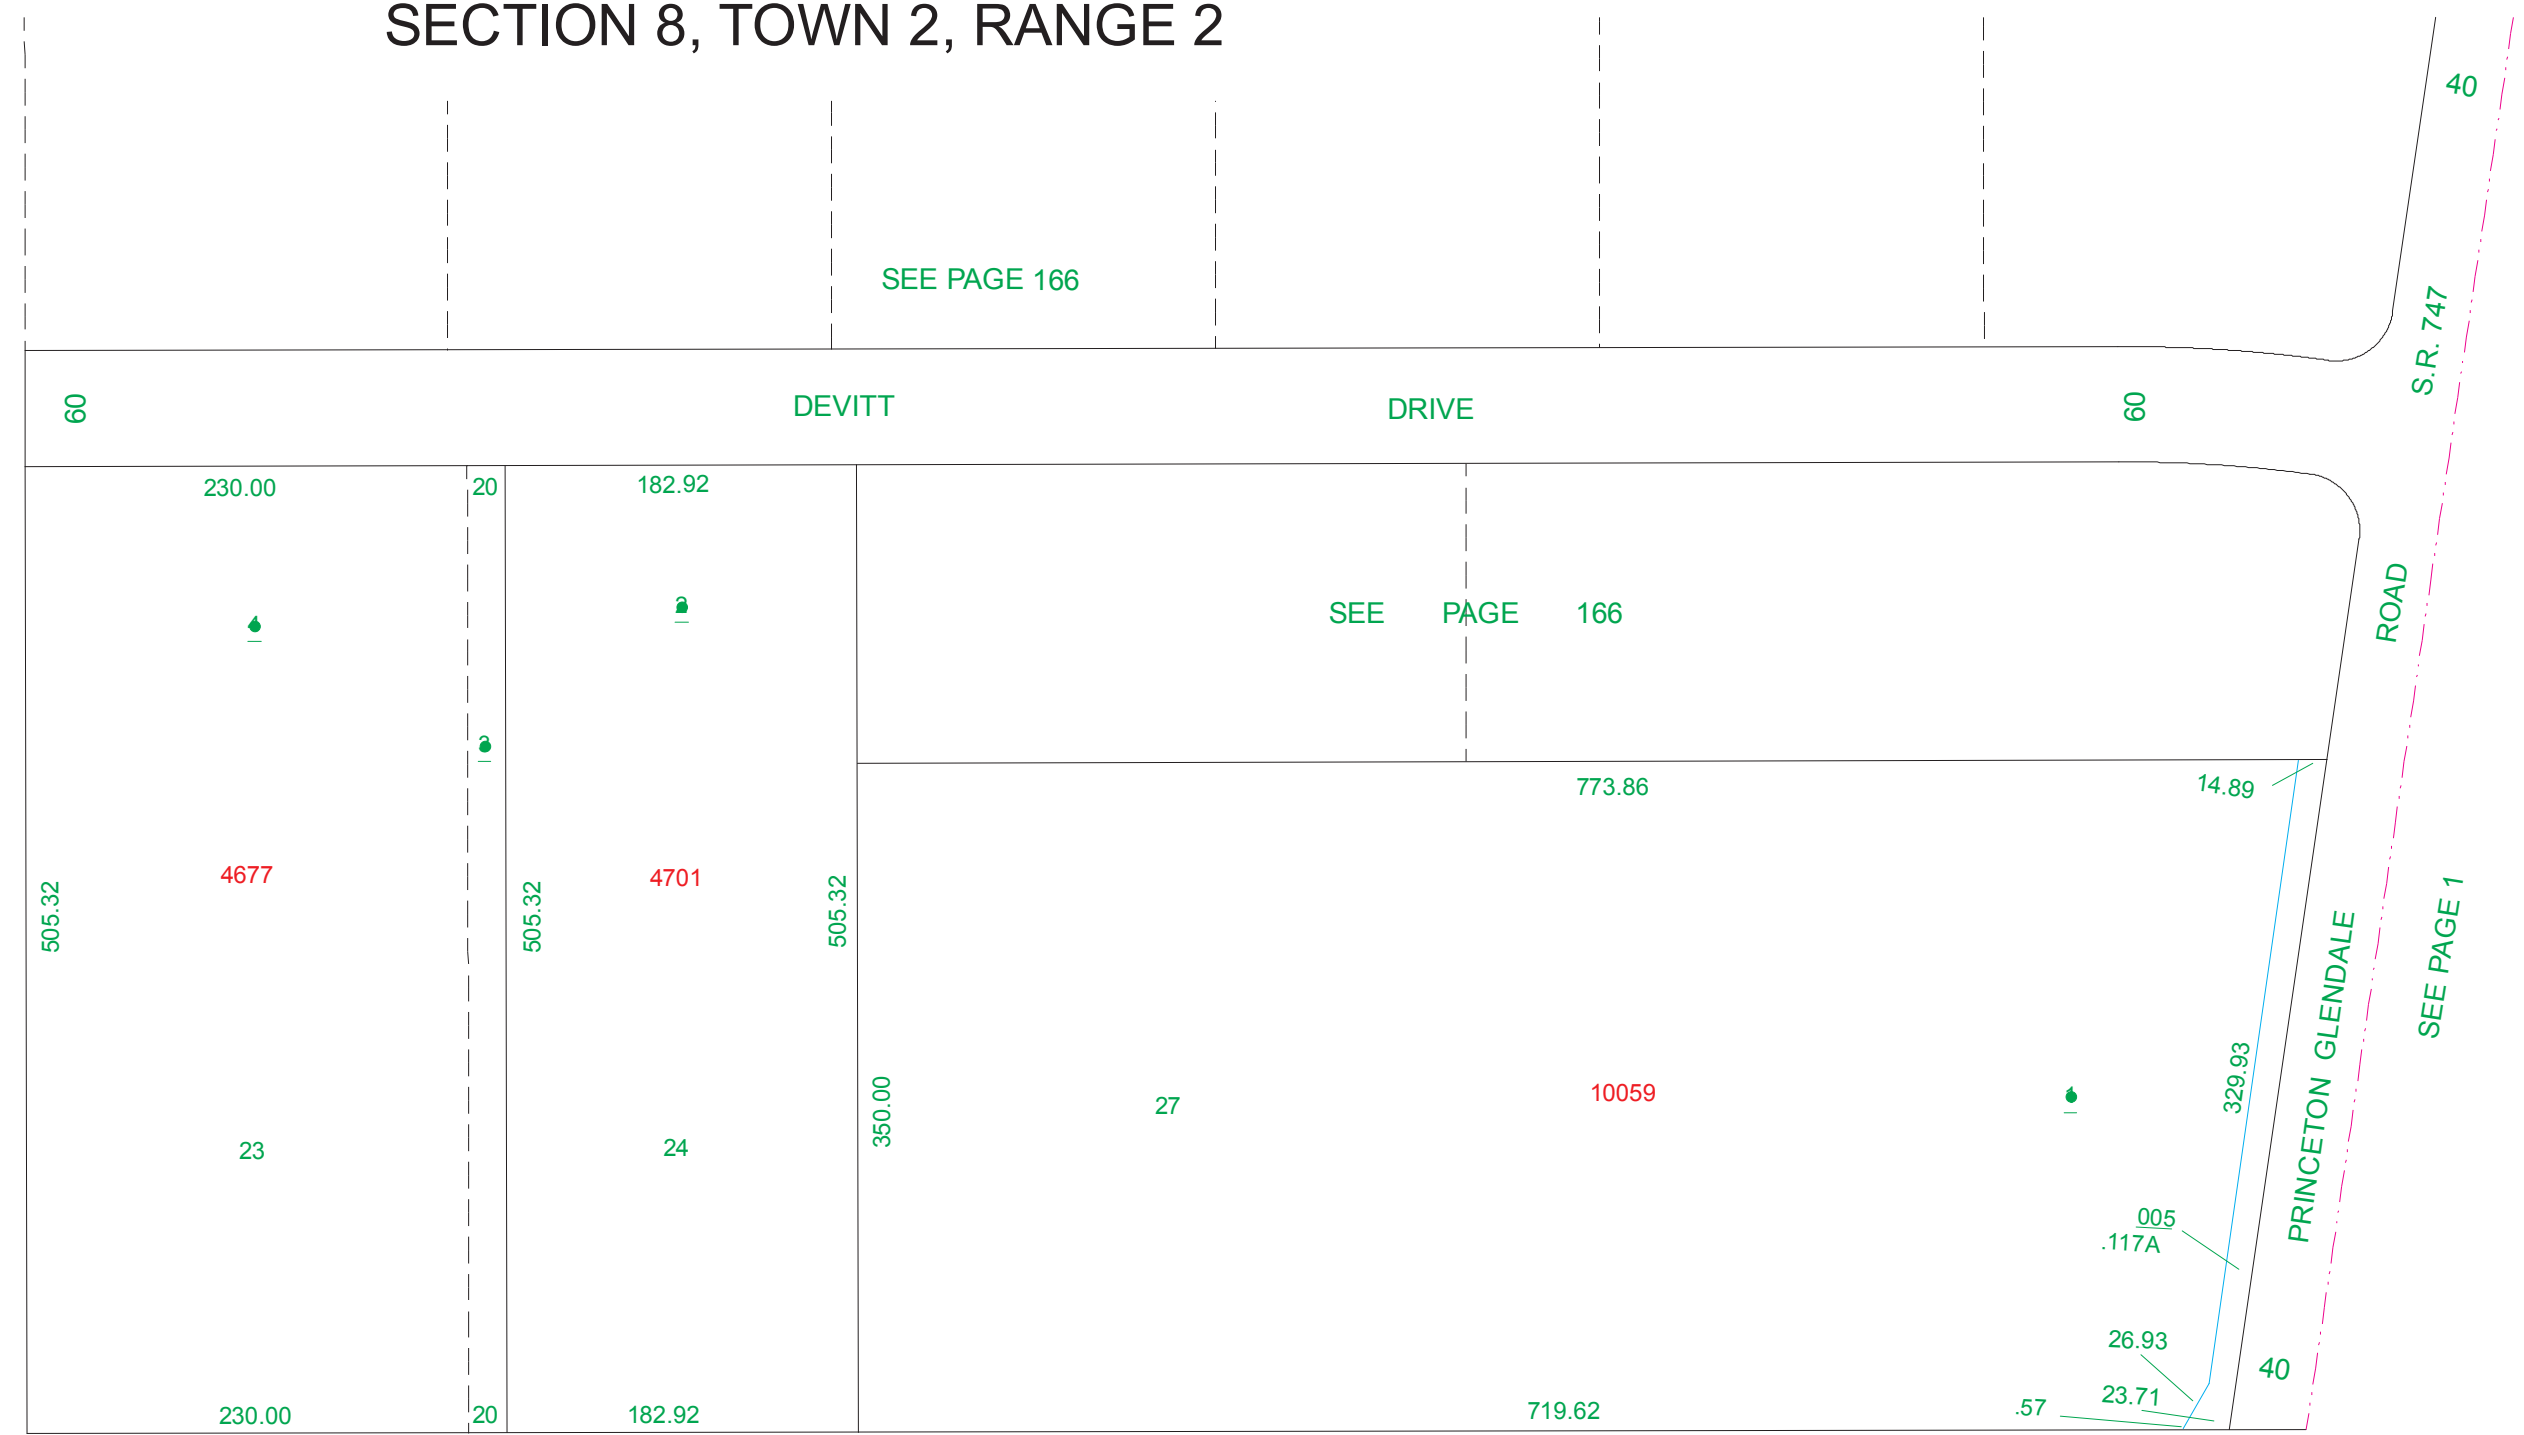 SECTION 8, TOWN 2, RANGE 2
40
SEE PAGE 166
S.R. 747
60
DEVITT
DRIVE
60
230.00
20
182.92
SEE PAGE 166
ROAD
773.86
14.89
4677
4701
505.32
505.32
505.32
SEE PAGE 1
PRINCETON GLENDALE
350.00
27
10059
329.93
23
24
005
.117A
26.93
40
23.71
.57
719.62
230.00
20
182.92